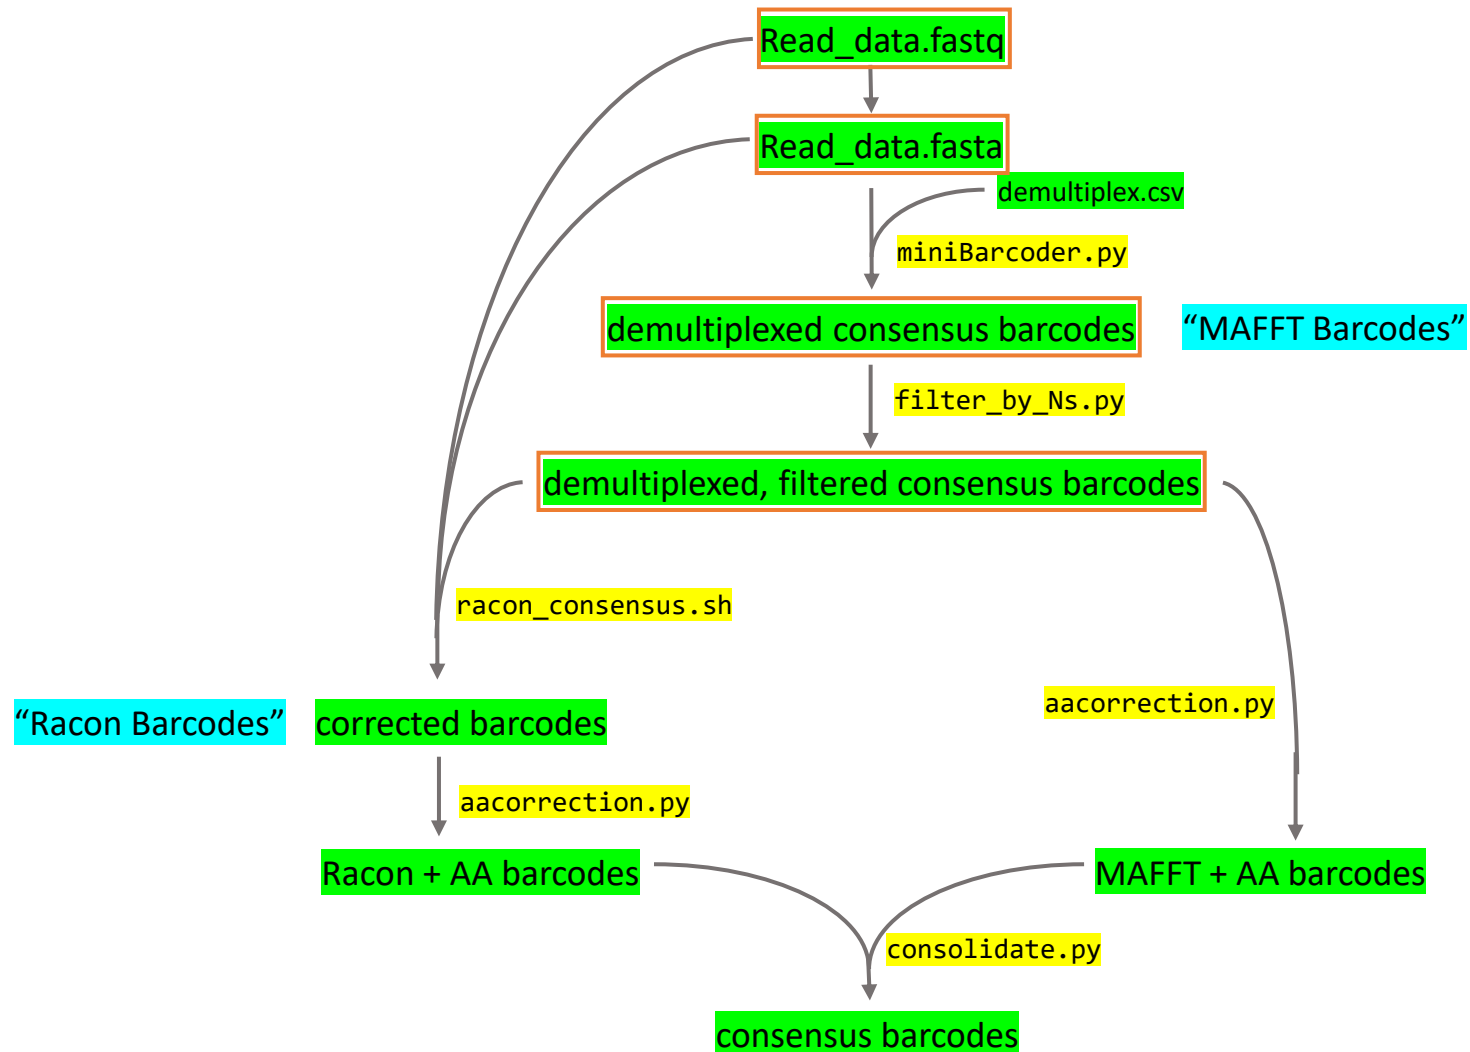 Read_data.fastq
Read_data.fasta
demultiplex.csv
miniBarcoder.py
demultiplexed consensus barcodes
“MAFFT Barcodes”
filter_by_Ns.py
demultiplexed, filtered consensus barcodes
racon_consensus.sh
aacorrection.py
“Racon Barcodes”
corrected barcodes
aacorrection.py
Racon + AA barcodes
MAFFT + AA barcodes
consolidate.py
consensus barcodes